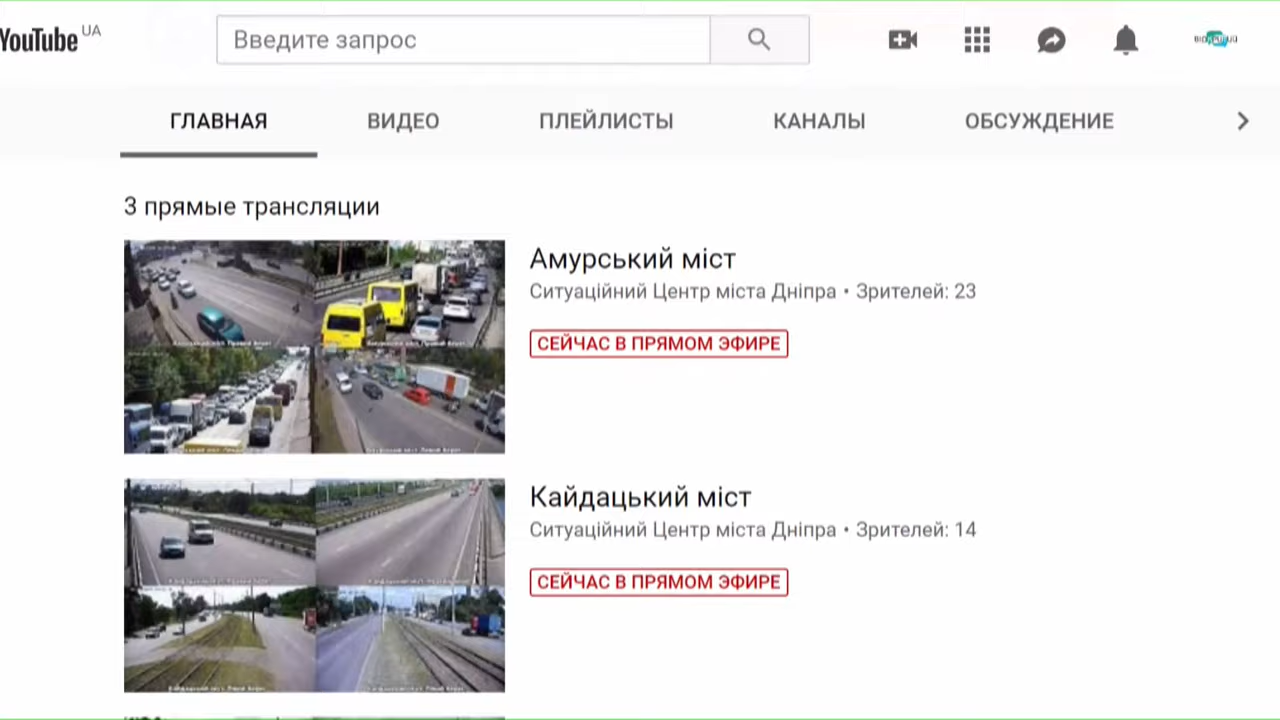 YouTube UA
Введите запрос
ГЛАВНАЯ
ВИДЕО
ПЛЕЙЛИСТЫ
КАНАЛЫ
ОБСУЖДЕНИЕ
3 прямые трансляции
Амурський міст
Ситуаційний Центр міста Дніпра • Зрителей: 23
СЕЙЧАС В ПРЯМОМ ЭФИРЕ
Кайдацький міст
Ситуаційний Центр міста Дніпра • Зрителей: 14
СЕЙЧАС В ПРЯМОМ ЭФИРЕ